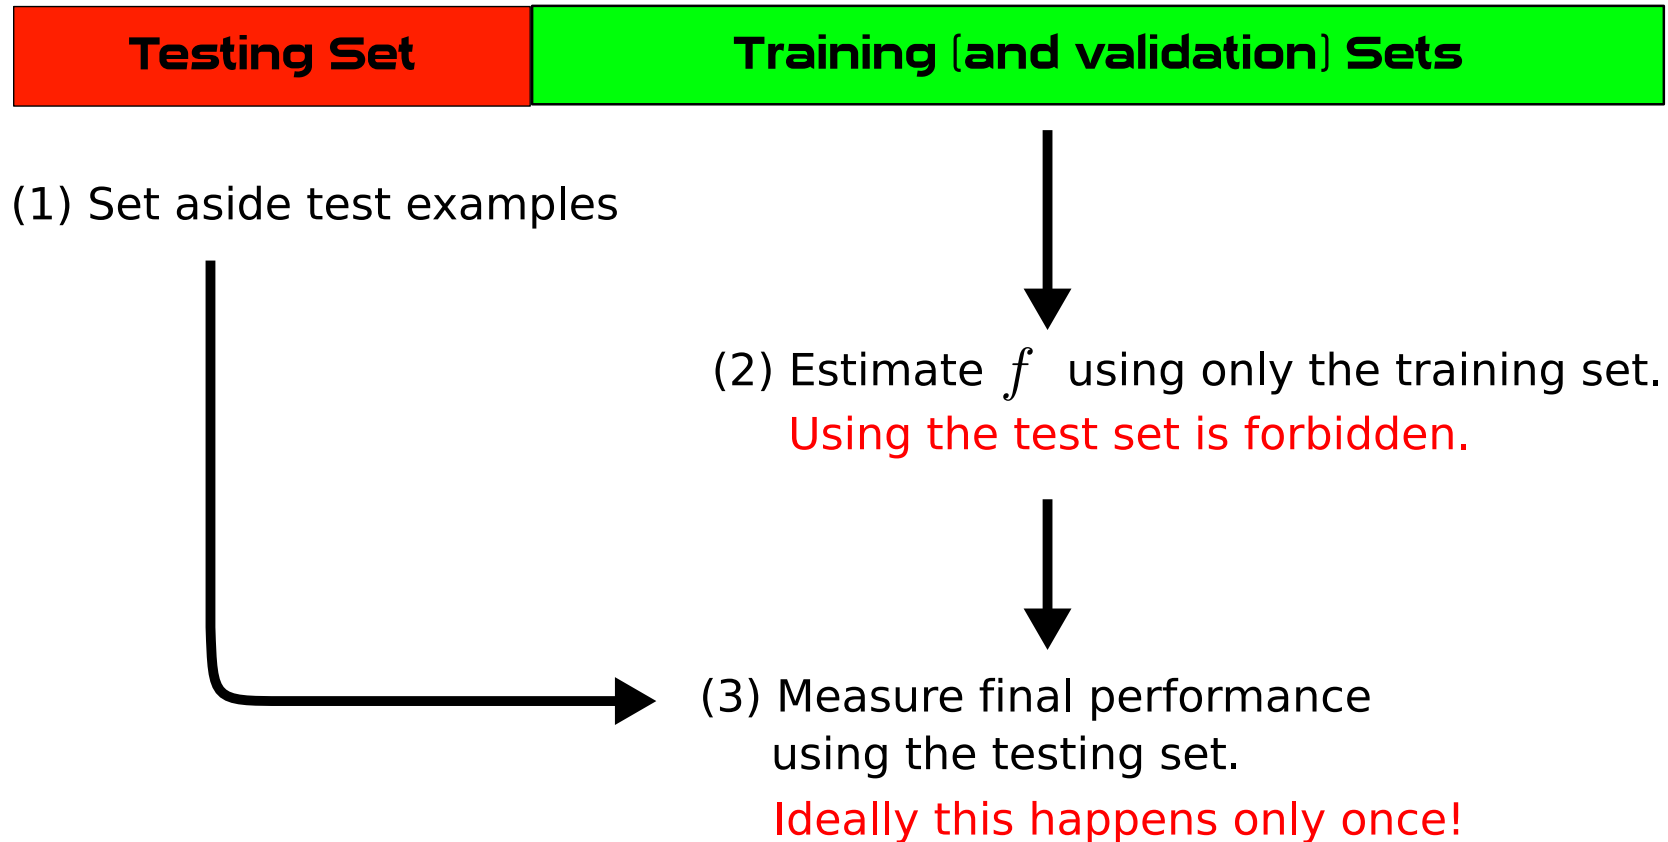 Testing Set
Training (and validation) Sets
(1) Set aside test examples
(2) Estimate f using only the training set.
Using the test set is forbidden.
(3) Measure final performance
using the testing set.
Ideally this happens only once!